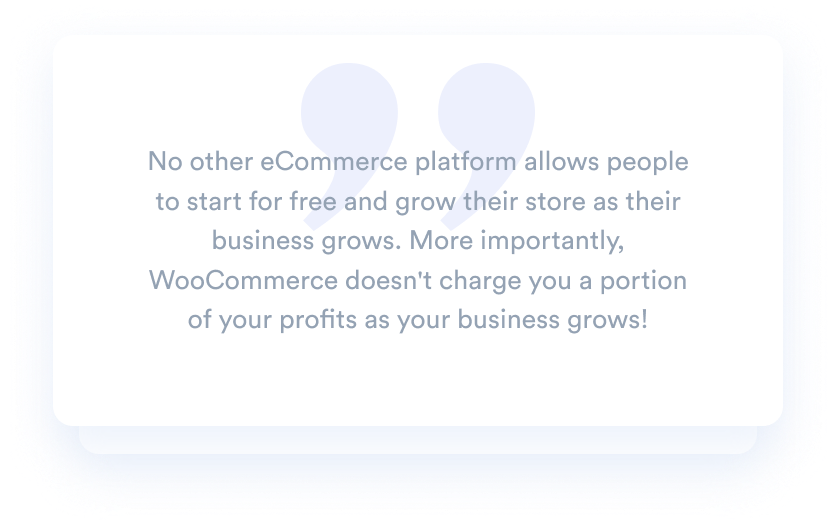 No other eCommerce platform allows people
to start for free and grow their store as their
business grows. More importantly,
WooCommerce doesn't charge you a portion
of your profits as your business grows!